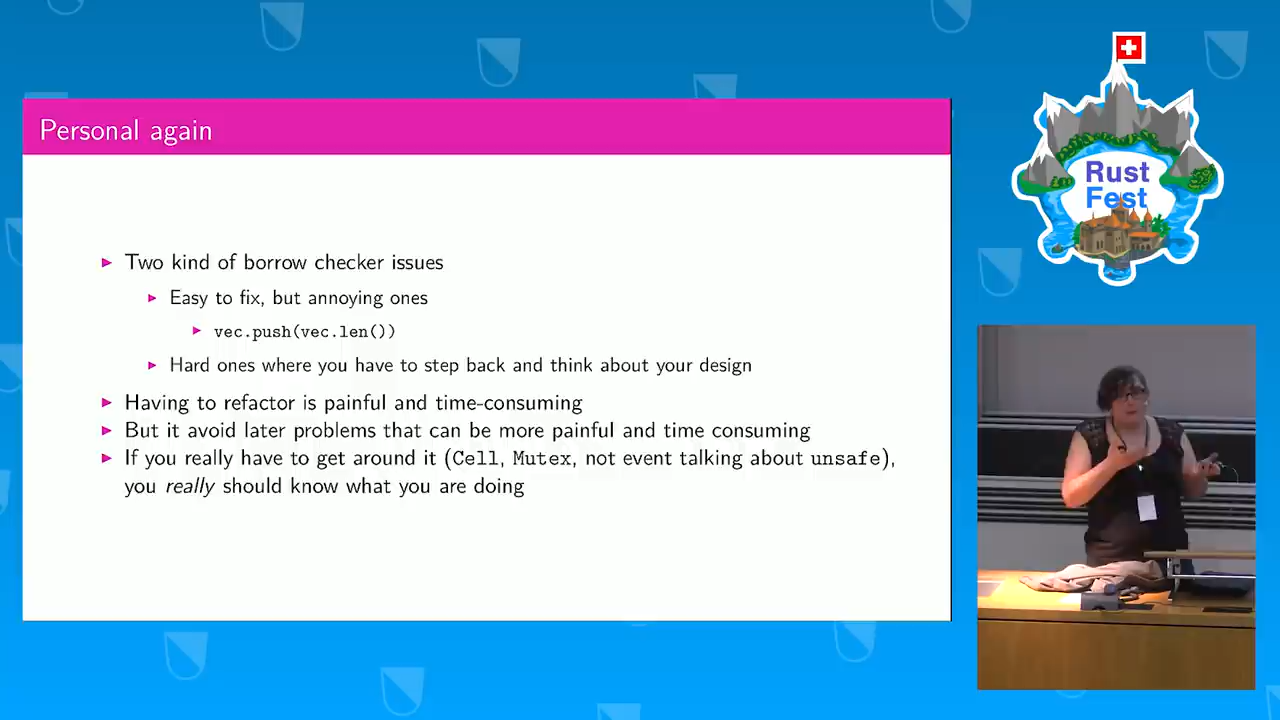 Personal again
Two kind of borrow checker issues
Easy to fix, but annoying ones
vec.push(vec.len())
Hard ones where you have to step back and think about your design
Having to refactor is painful and time-consuming
But it avoid later problems that can be more painful and time consuming
If you really have to get around it (Cell, Mutex, not event talking about unsafe),
you really should know what you are doing
Rust
Fest